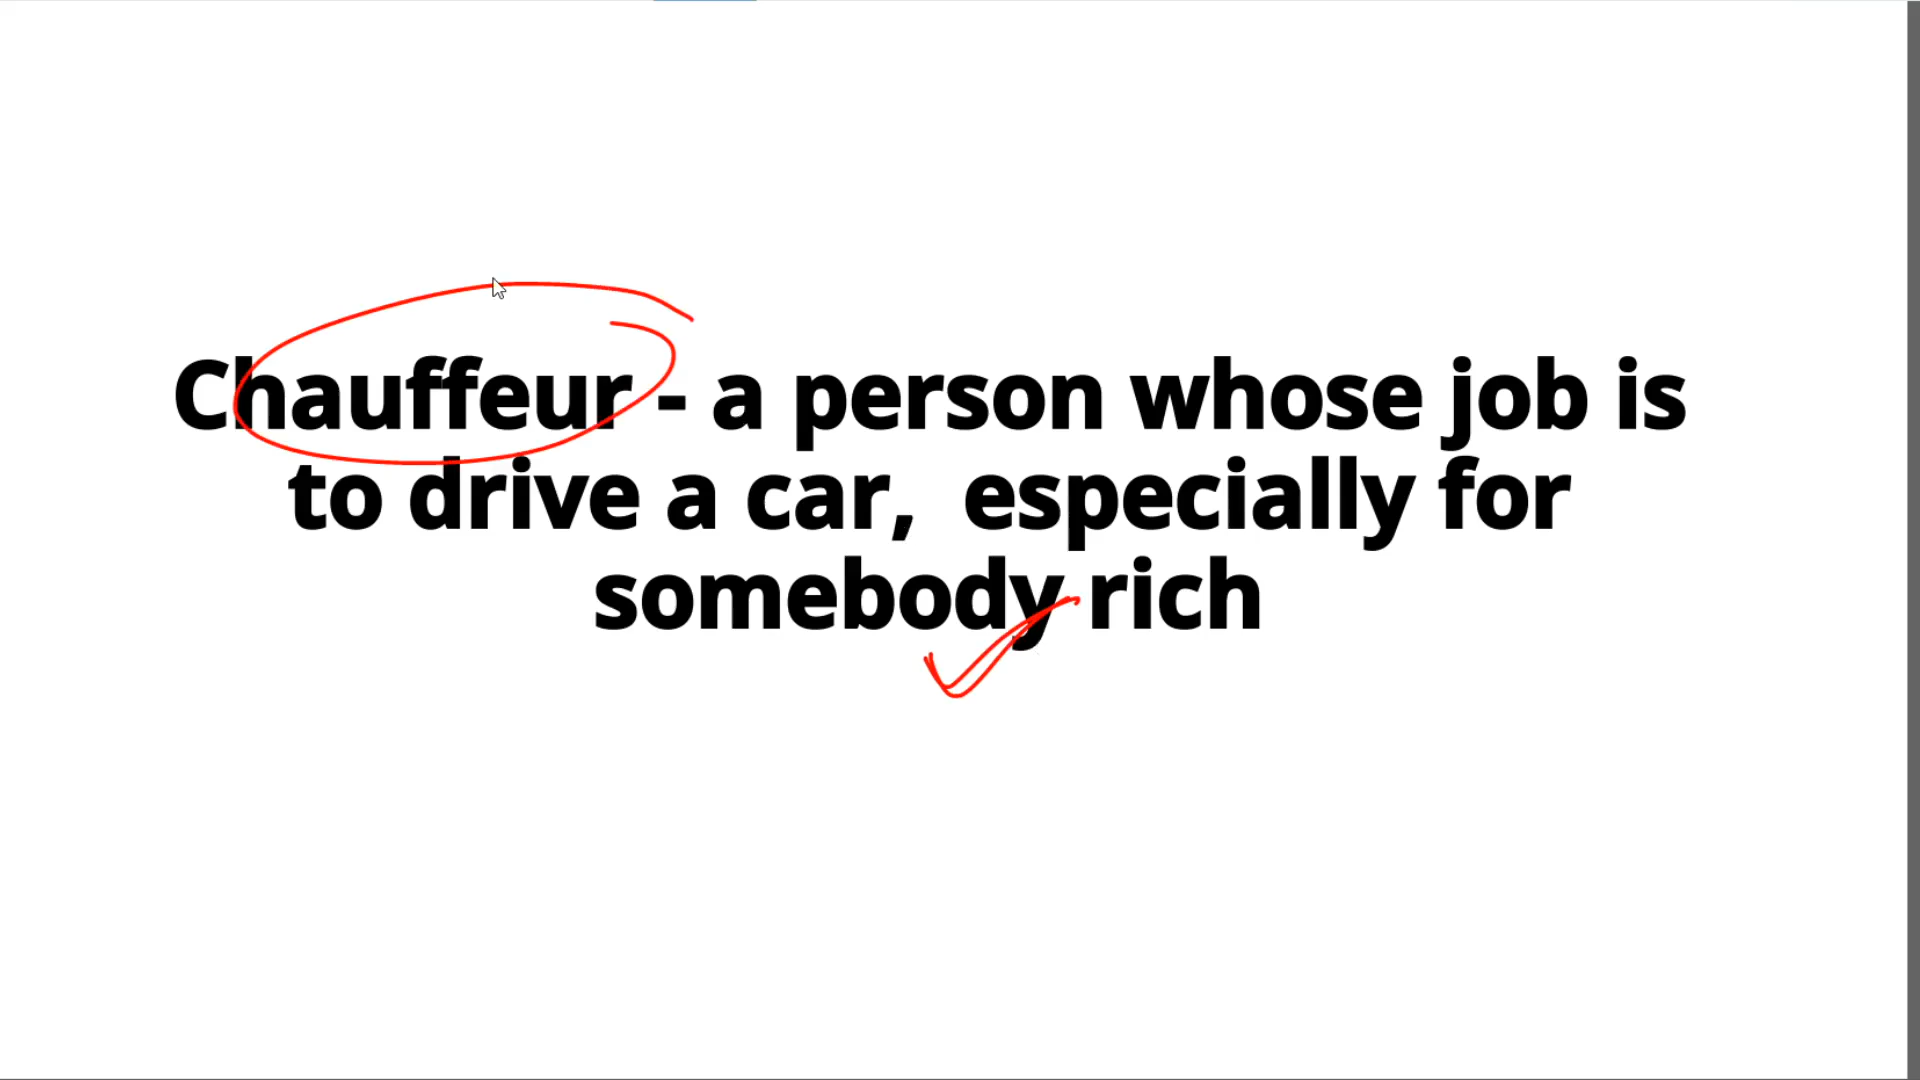 Chauffeur - a person whose job is
to drive a car,  especially for
somebody rich